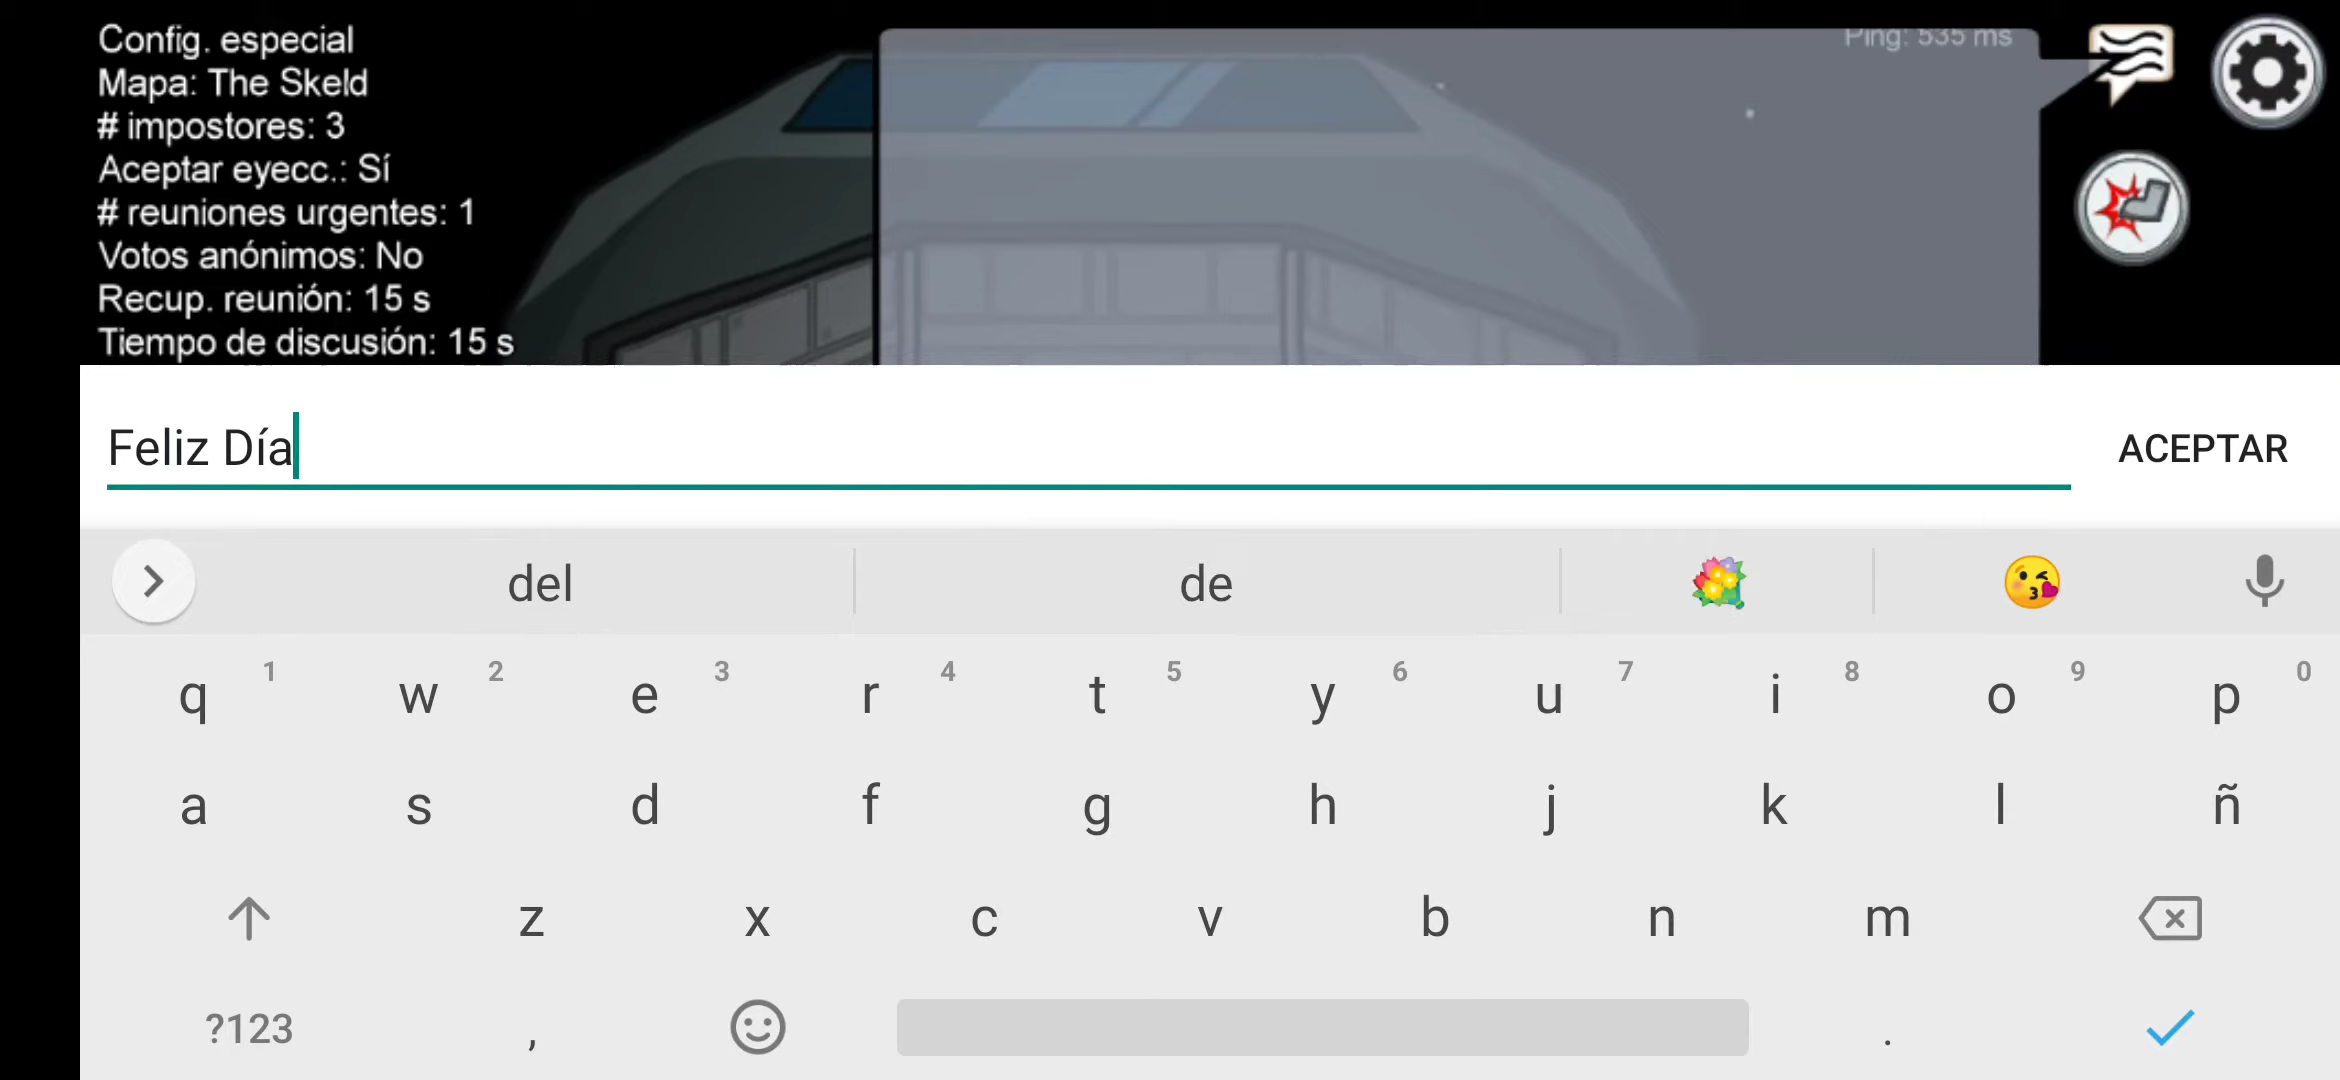 Config. especial
Mapa: The Skeld
# impostores: 3
Aceptar eyecc.: Sí
# reuniones urgentes: 1
Votos anónimos: No
Recup. reunión: 15 s
Tiempo de discusión: 15 s
Ping: 535 ms
Feliz Día
ACEPTAR
del de
q 1 w 2 e 3 r 4 t 5 y 6 u 7 i 8 o 9 p 0
a s d f g h j k l ñ
z x c v b n m
?123 , .